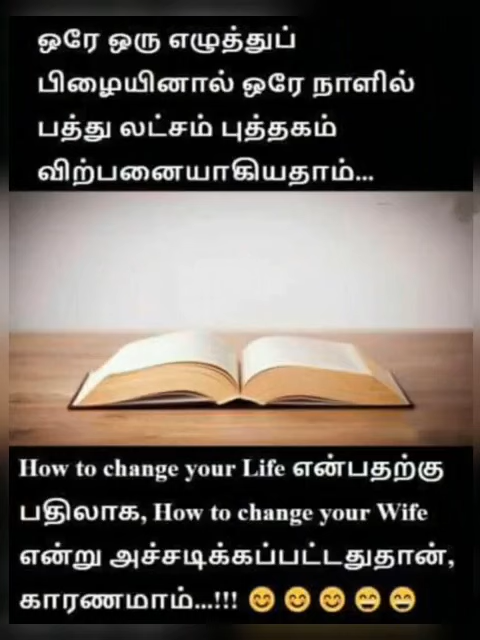 ஒரே ஒரு எழுத்துப்
பிழையினால் ஒரே நாளில்
பத்து லட்சம் புத்தகம்
விற்பனையாகியதாம்...
How to change your Life என்பதற்கு
பதிலாக, How to change your Wife
என்று அச்சடிக்கப்பட்டதுதான்,
காரணமாம்...!!! 😊😊😊😄😄